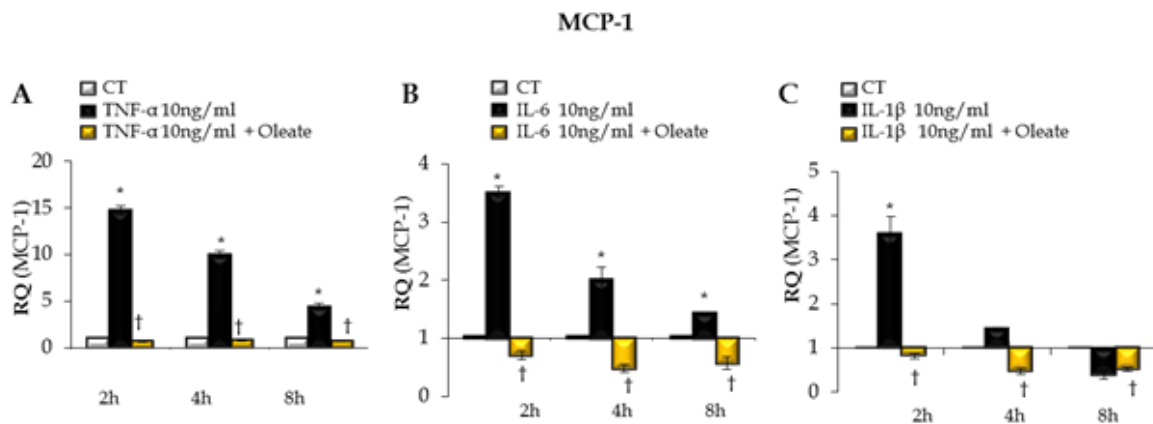 MCP-1
A
CT
TNF-α 10ng/ml
TNF-α 10ng/ml + Oleate
RQ (MCP-1)
20
15
10
5
0
*
*
*
†
†
†
2h
4h
8h
B
CT
IL-6 10ng/ml
IL-6 10ng/ml + Oleate
RQ (MCP-1)
4
3
2
1
0
*
*
*
†
†
†
2h
4h
8h
C
CT
IL-1β 10ng/ml
IL-1β 10ng/ml + Oleate
RQ (MCP-1)
5
4
3
2
1
0
*
†
†
†
2h
4h
8h